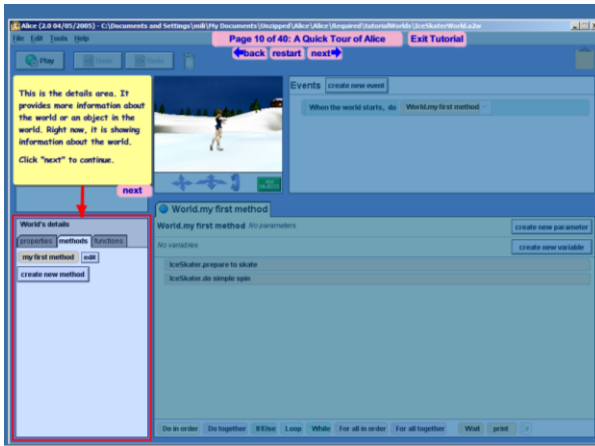 Alice (2.0 04/05/2005) - C:\Documents and Settings\mik\My Documents\Unzipped\Alice\Alice\Required\tutorialWorlds\IceSkaterWorld.a2w
File Edit Tools Help
Page 10 of 40: A Quick Tour of Alice
Exit Tutorial
back restart next
Play Undo Redo
This is the details area. It
provides more information about
the world or an object in the
world. Right now, it is showing
information about the world.
Click "next" to continue.
next
ADD
OBJECTS
Events create new event
When the world starts, do World.my first method
World's details
properties methods functions
my first method edit
create new method
World.my first method
World.my first method No parameters
create new parameter
No variables
create new variable
IceSkater.prepare to skate
IceSkater.do simple spin
Do in order Do together If/Else Loop While For all in order For all together Wait print //